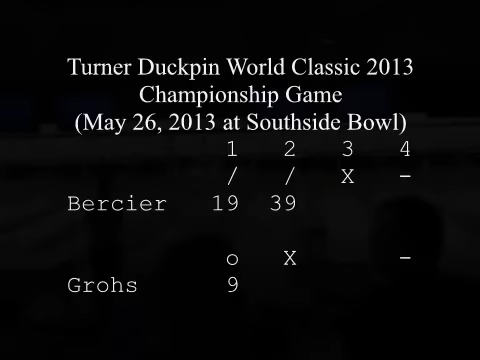 Turner Duckpin World Classic 2013
Championship Game
(May 26, 2013 at Southside Bowl)
1 2 3 4
/ / X -
Bercier 19 39
o X -
Grohs 9